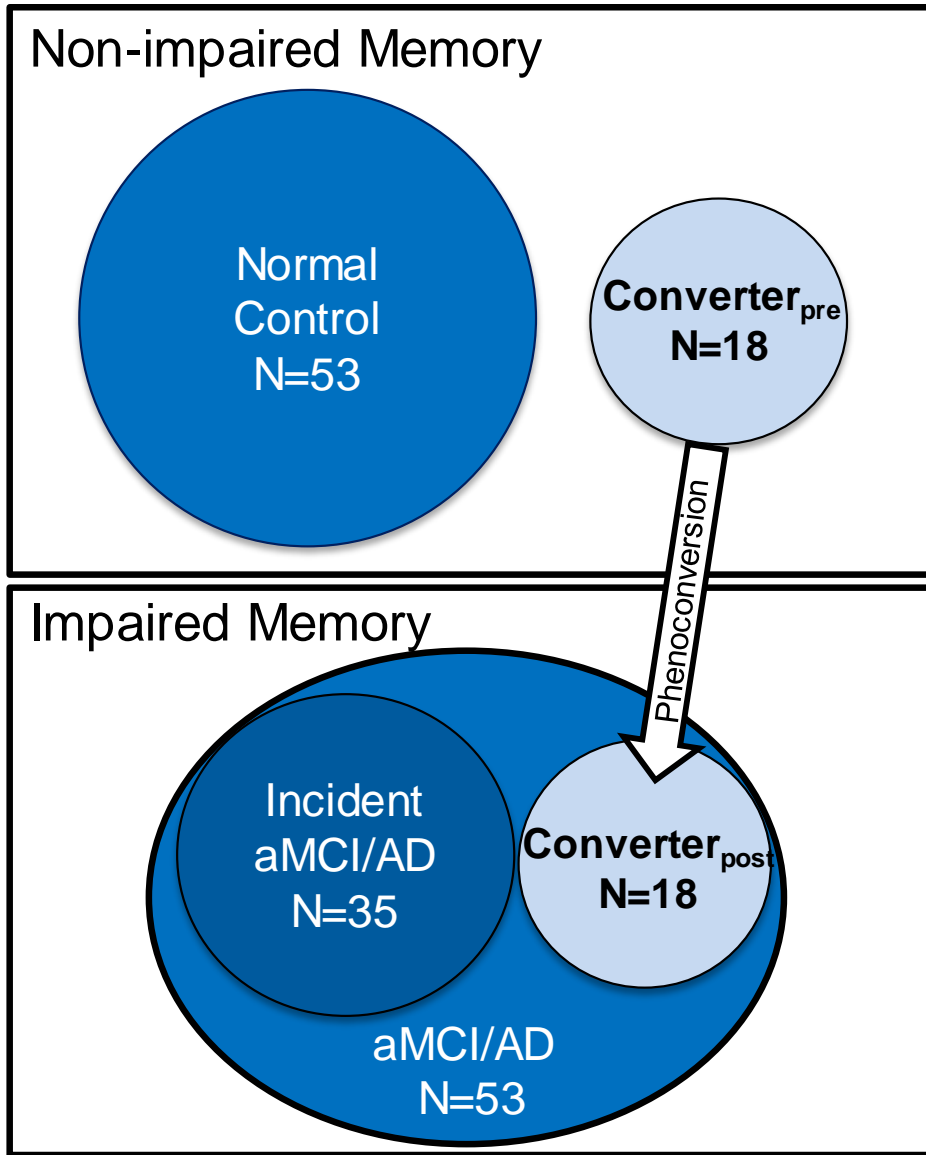 Non-impaired Memory
Normal
Control
N=53
Converterpre
N=18
Phenoconversion
Impaired Memory
Incident
aMCI/AD
N=35
Converterpost
N=18
aMCI/AD
N=53